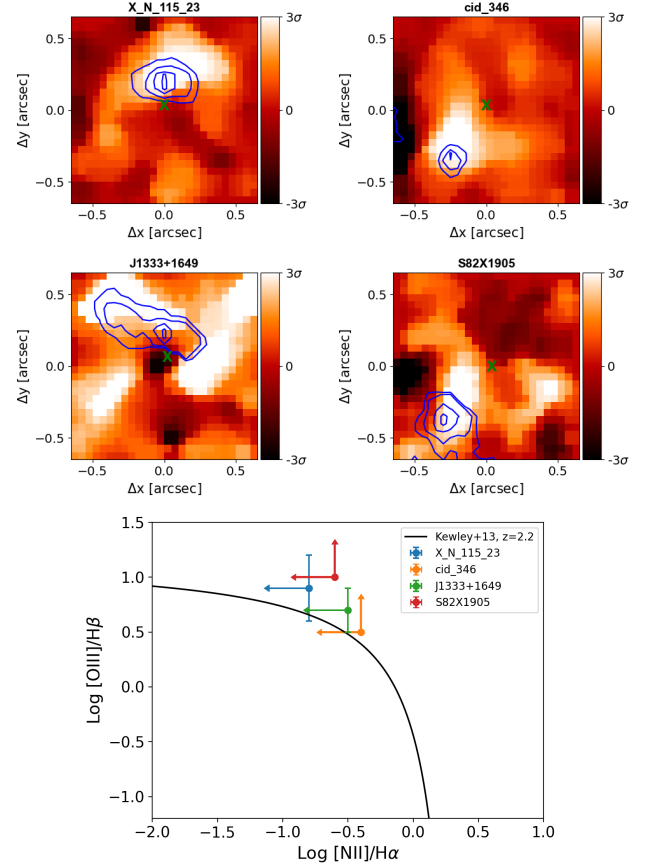 X_N_115_23
cid_346
0.5
0.0
−0.5
Δy [arcsec]
−0.5
0.0
0.5
Δx [arcsec]
3σ
0
-3σ
0.5
0.0
−0.5
Δy [arcsec]
−0.5
0.0
0.5
Δx [arcsec]
3σ
0
-3σ
J1333+1649
S82X1905
0.5
0.0
−0.5
Δy [arcsec]
−0.5
0.0
0.5
Δx [arcsec]
3σ
0
-3σ
0.5
0.0
−0.5
Δy [arcsec]
−0.5
0.0
0.5
Δx [arcsec]
3σ
0
-3σ
1.5
1.0
0.5
0.0
−0.5
−1.0
Log [OIII]/Hβ
Kewley+13, z=2.2
X_N_115_23
cid_346
J1333+1649
S82X1905
−2.0
−1.5
−1.0
−0.5
0.0
0.5
1.0
Log [NII]/Hα